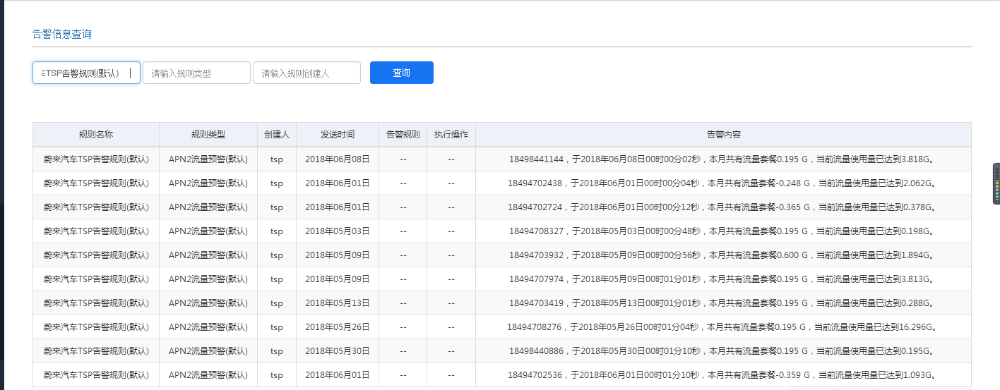 告警信息查询
TSP告警规则(默认) 请输入规则类型 请输入规则创建人 查询
规则名称 规则类型 创建人 发送时间 告警规则 执行操作 告警内容
蔚来汽车TSP告警规则(默认) APN2流量预警(默认) tsp 2018年06月08日 -- -- 18498441144，于2018年06月08日00时00分02秒，本月共有流量套餐0.195 G，当前流量使用量已达到3.818G。
蔚来汽车TSP告警规则(默认) APN2流量预警(默认) tsp 2018年06月01日 -- -- 18494702438，于2018年06月01日00时00分04秒，本月共有流量套餐-0.248 G，当前流量使用量已达到2.062G。
蔚来汽车TSP告警规则(默认) APN2流量预警(默认) tsp 2018年06月01日 -- -- 18494702724，于2018年06月01日00时00分12秒，本月共有流量套餐-0.365 G，当前流量使用量已达到0.378G。
蔚来汽车TSP告警规则(默认) APN2流量预警(默认) tsp 2018年05月03日 -- -- 18494708327，于2018年05月03日00时00分48秒，本月共有流量套餐0.195 G，当前流量使用量已达到0.198G。
蔚来汽车TSP告警规则(默认) APN2流量预警(默认) tsp 2018年05月09日 -- -- 18494703932，于2018年05月09日00时00分56秒，本月共有流量套餐0.600 G，当前流量使用量已达到1.894G。
蔚来汽车TSP告警规则(默认) APN2流量预警(默认) tsp 2018年05月09日 -- -- 18494707974，于2018年05月09日00时01分01秒，本月共有流量套餐0.195 G，当前流量使用量已达到3.813G。
蔚来汽车TSP告警规则(默认) APN2流量预警(默认) tsp 2018年05月13日 -- -- 18494703419，于2018年05月13日00时01分01秒，本月共有流量套餐0.195 G，当前流量使用量已达到0.288G。
蔚来汽车TSP告警规则(默认) APN2流量预警(默认) tsp 2018年05月26日 -- -- 18494708276，于2018年05月26日00时01分04秒，本月共有流量套餐0.195 G，当前流量使用量已达到16.296G。
蔚来汽车TSP告警规则(默认) APN2流量预警(默认) tsp 2018年05月30日 -- -- 18498440886，于2018年05月30日00时01分10秒，本月共有流量套餐0.195 G，当前流量使用量已达到0.195G。
蔚来汽车TSP告警规则(默认) APN2流量预警(默认) tsp 2018年06月01日 -- -- 18494702536，于2018年06月01日00时01分10秒，本月共有流量套餐-0.359 G，当前流量使用量已达到1.093G。